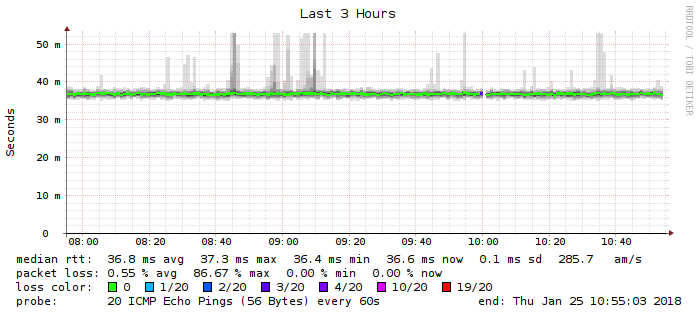 Last 3 Hours
RRDTOOL / TOBI OETIKER
Seconds
50 m
40 m
30 m
20 m
10 m
0
08:00 08:20 08:40 09:00 09:20 09:40 10:00 10:20 10:40
median rtt: 36.8 ms avg 37.3 ms max 36.4 ms min 36.6 ms now 0.1 ms sd 285.7 am/s
packet loss: 0.55 % avg 86.67 % max 0.00 % min 0.00 % now
loss color: 0 1/20 2/20 3/20 4/20 10/20 19/20
probe: 20 ICMP Echo Pings (56 Bytes) every 60s end: Thu Jan 25 10:55:03 2018